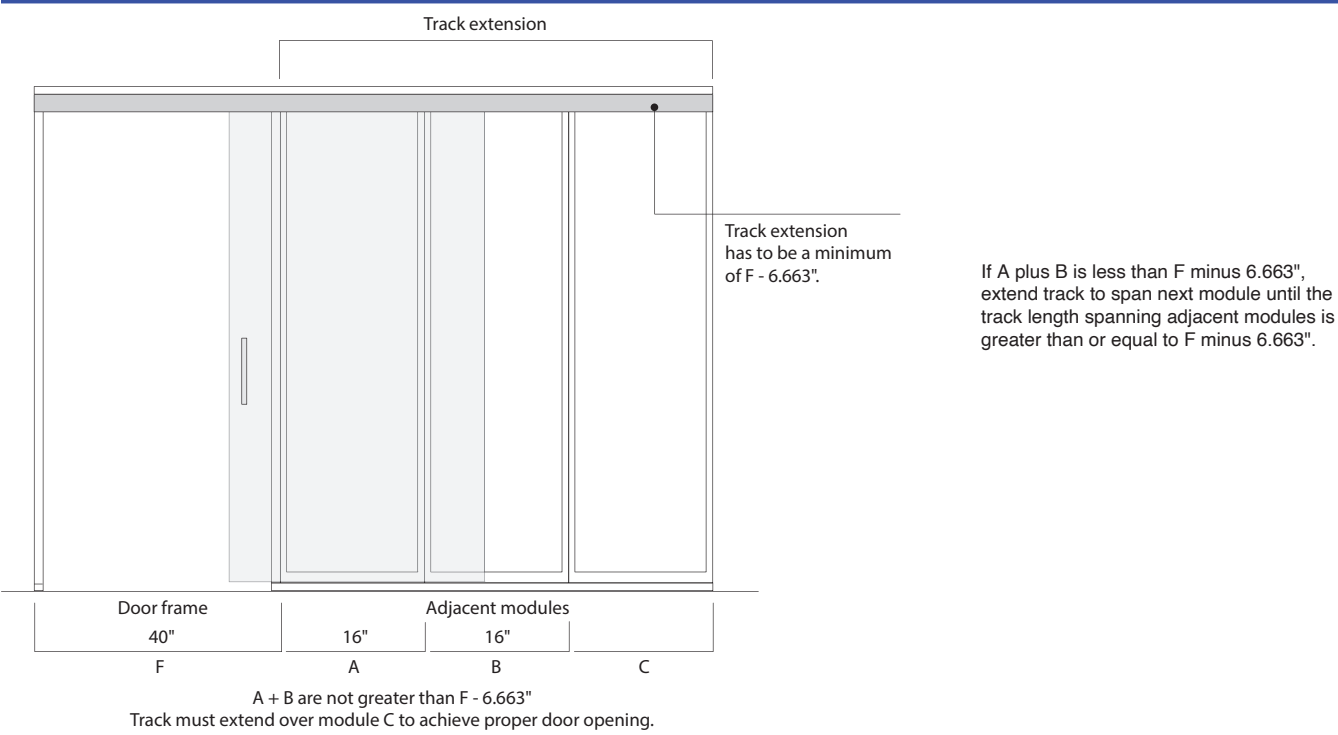 Track extension
Track extension
has to be a minimum
of F - 6.663".
If A plus B is less than F minus 6.663",
extend track to span next module until the
track length spanning adjacent modules is
greater than or equal to F minus 6.663".
Door frame
Adjacent modules
40"
16"
16"
F
A
B
C
A + B are not greater than F - 6.663"
Track must extend over module C to achieve proper door opening.